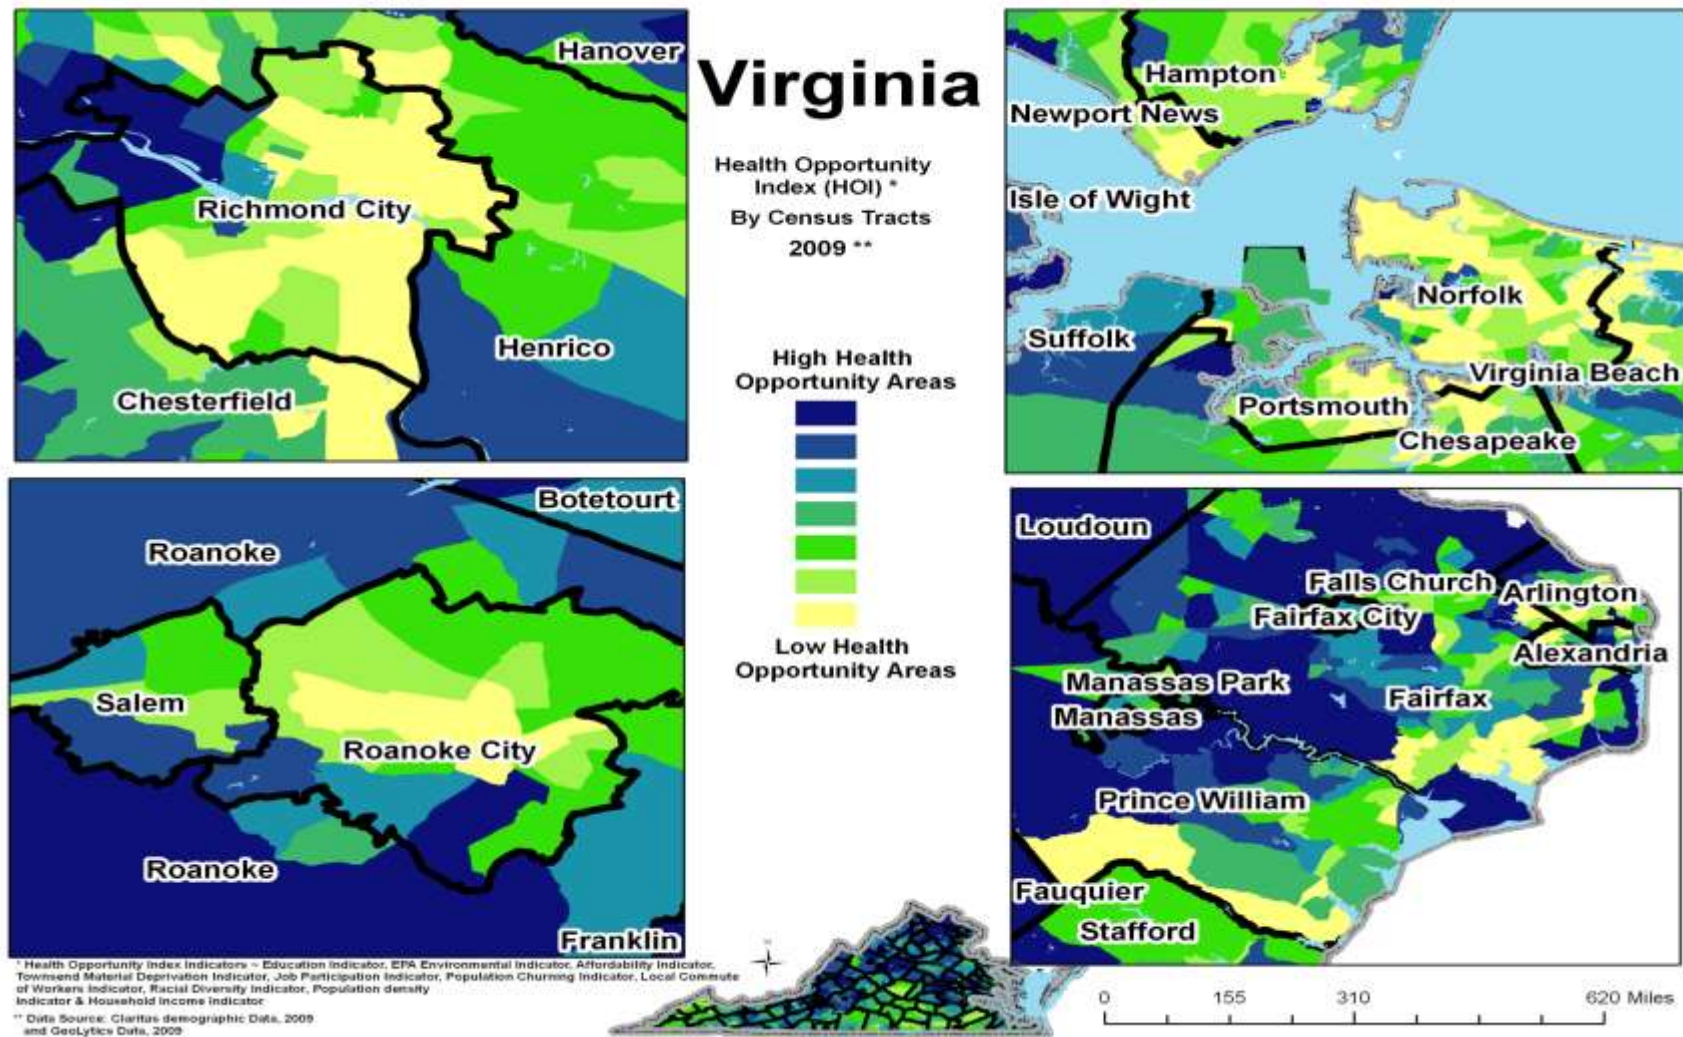 Virginia
Health Opportunity
Index (HOI) *
By Census Tracts
2009 **
High Health
Opportunity Areas
Low Health
Opportunity Areas
Hanover
Richmond City
Henrico
Chesterfield
Hampton
Newport News
Isle of Wight
Norfolk
Suffolk
Virginia Beach
Portsmouth
Chesapeake
Botetourt
Roanoke
Salem
Roanoke City
Roanoke
Franklin
Loudoun
Falls Church
Arlington
Fairfax City
Alexandria
Manassas Park
Fairfax
Manassas
Prince William
Fauquier
Stafford
* Health Opportunity Index Indicators – Education Indicator, EPA Environmental Indicator, Affordability Indicator,
Townsend Material Deprivation Indicator, Job Participation Indicator, Population Churning Indicator, Local Commute
of Workers Indicator, Racial Diversity Indicator, Population density
Indicator & Household Income Indicator
** Data Source: Claritas demographic Data, 2009
and GeoLytics Data, 2009
0 155 310 620 Miles